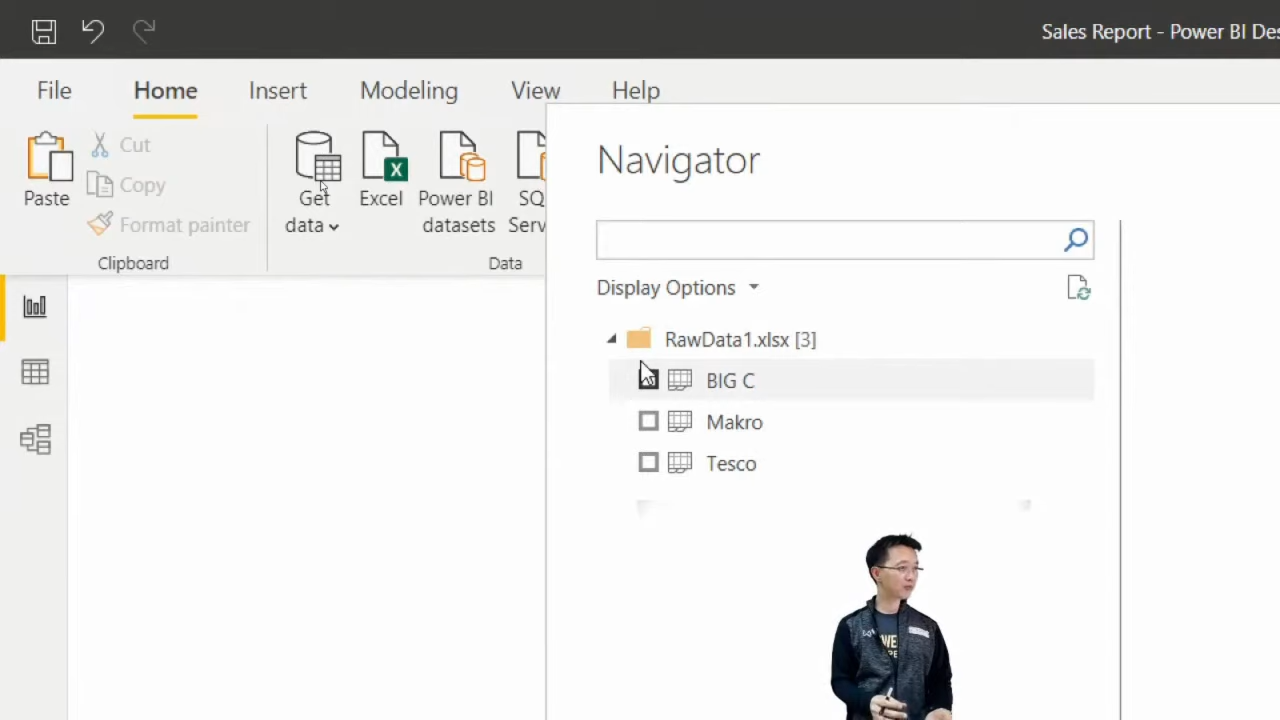 Sales Report - Power BI Des
File Home Insert Modeling View Help
Paste
Cut
Copy
Format painter
Clipboard
Get data
Excel
Power BI datasets
SQ
Serv
Data
Navigator
Display Options
RawData1.xlsx [3]
BIG C
Makro
Tesco